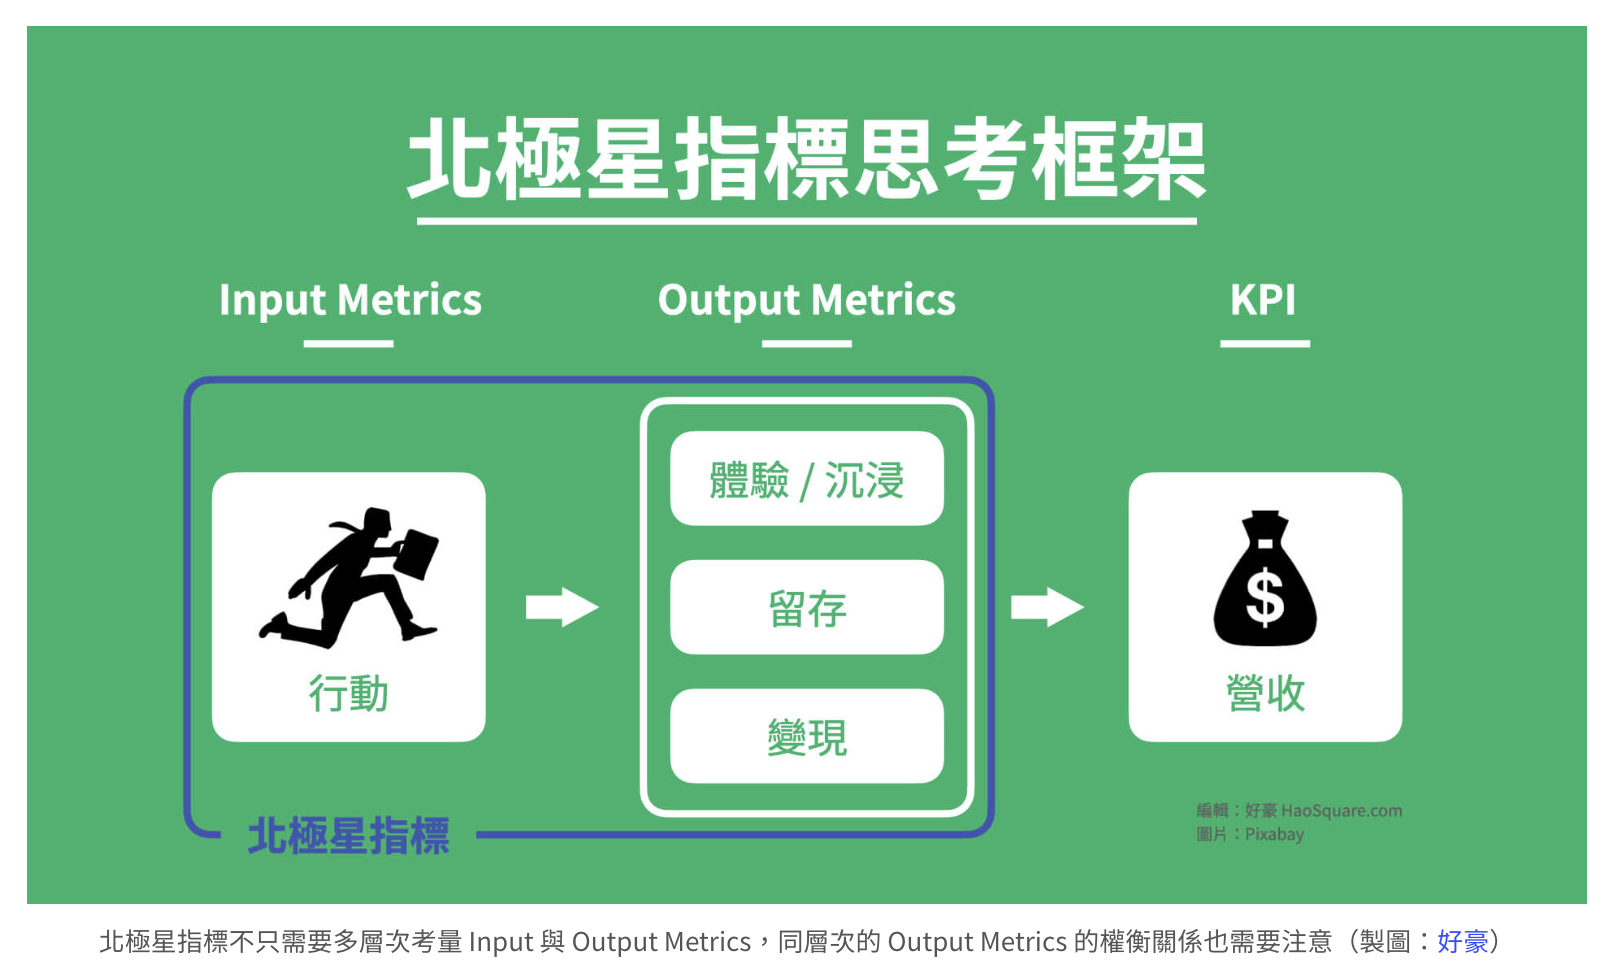 北極星指標思考框架
Input Metrics
Output Metrics
KPI
體驗 / 沉浸
留存
變現
行動
$
營收
北極星指標
編輯：好豪 HaoSquare.com
圖片：Pixabay
北極星指標不只需要多層次考量 Input 與 Output Metrics，同層次的 Output Metrics 的權衡關係也需要注意（製圖：好豪）